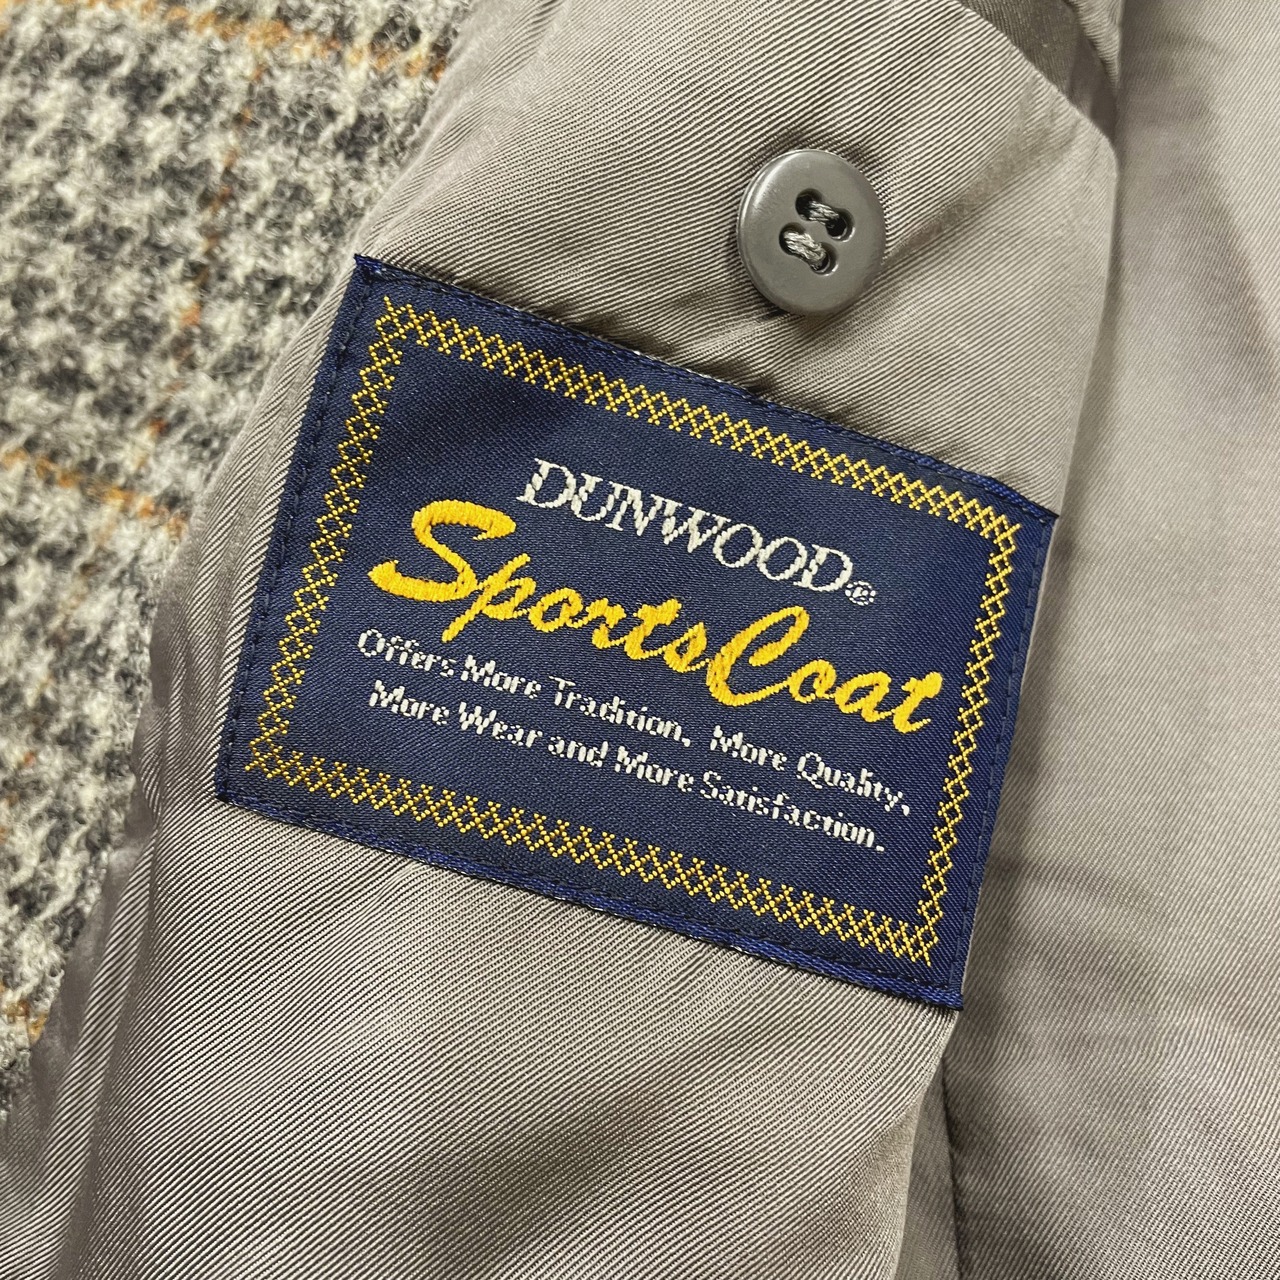 DUNWOOD®
SportsCoat
Offers More Tradition, More Quality,
More Wear and More Satisfaction.